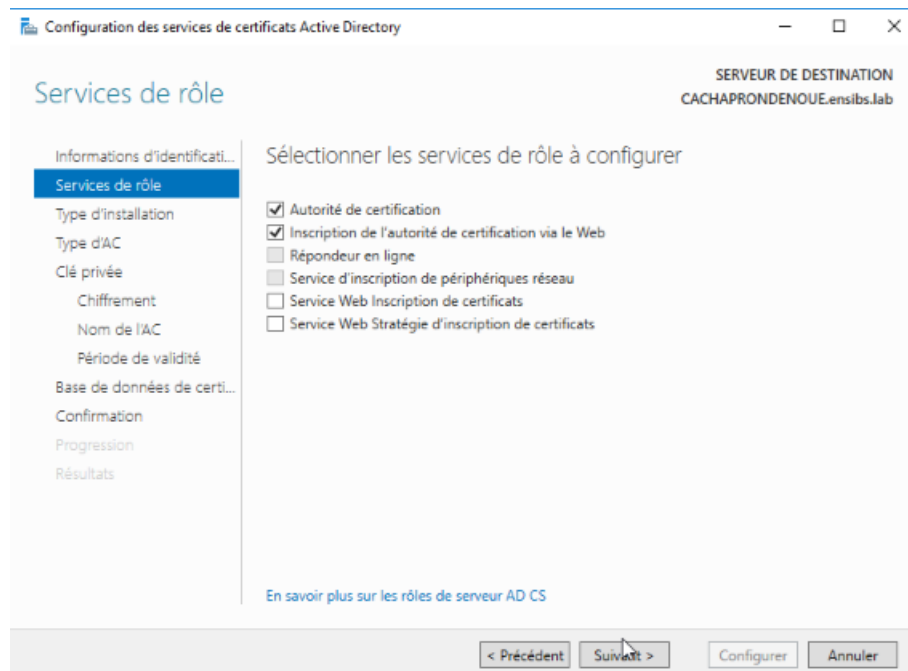 Configuration des services de certificats Active Directory
Services de rôle
SERVEUR DE DESTINATION
CACHAPRONDENOUE.ensibs.lab
Informations d'identificati...
Services de rôle
Type d'installation
Type d'AC
Clé privée
Chiffrement
Nom de l'AC
Période de validité
Base de données de certi...
Confirmation
Progression
Résultats
Sélectionner les services de rôle à configurer
Autorité de certification
Inscription de l'autorité de certification via le Web
Répondeur en ligne
Service d'inscription de périphériques réseau
Service Web Inscription de certificats
Service Web Stratégie d'inscription de certificats
En savoir plus sur les rôles de serveur AD CS
< Précédent
Suivant >
Configurer
Annuler